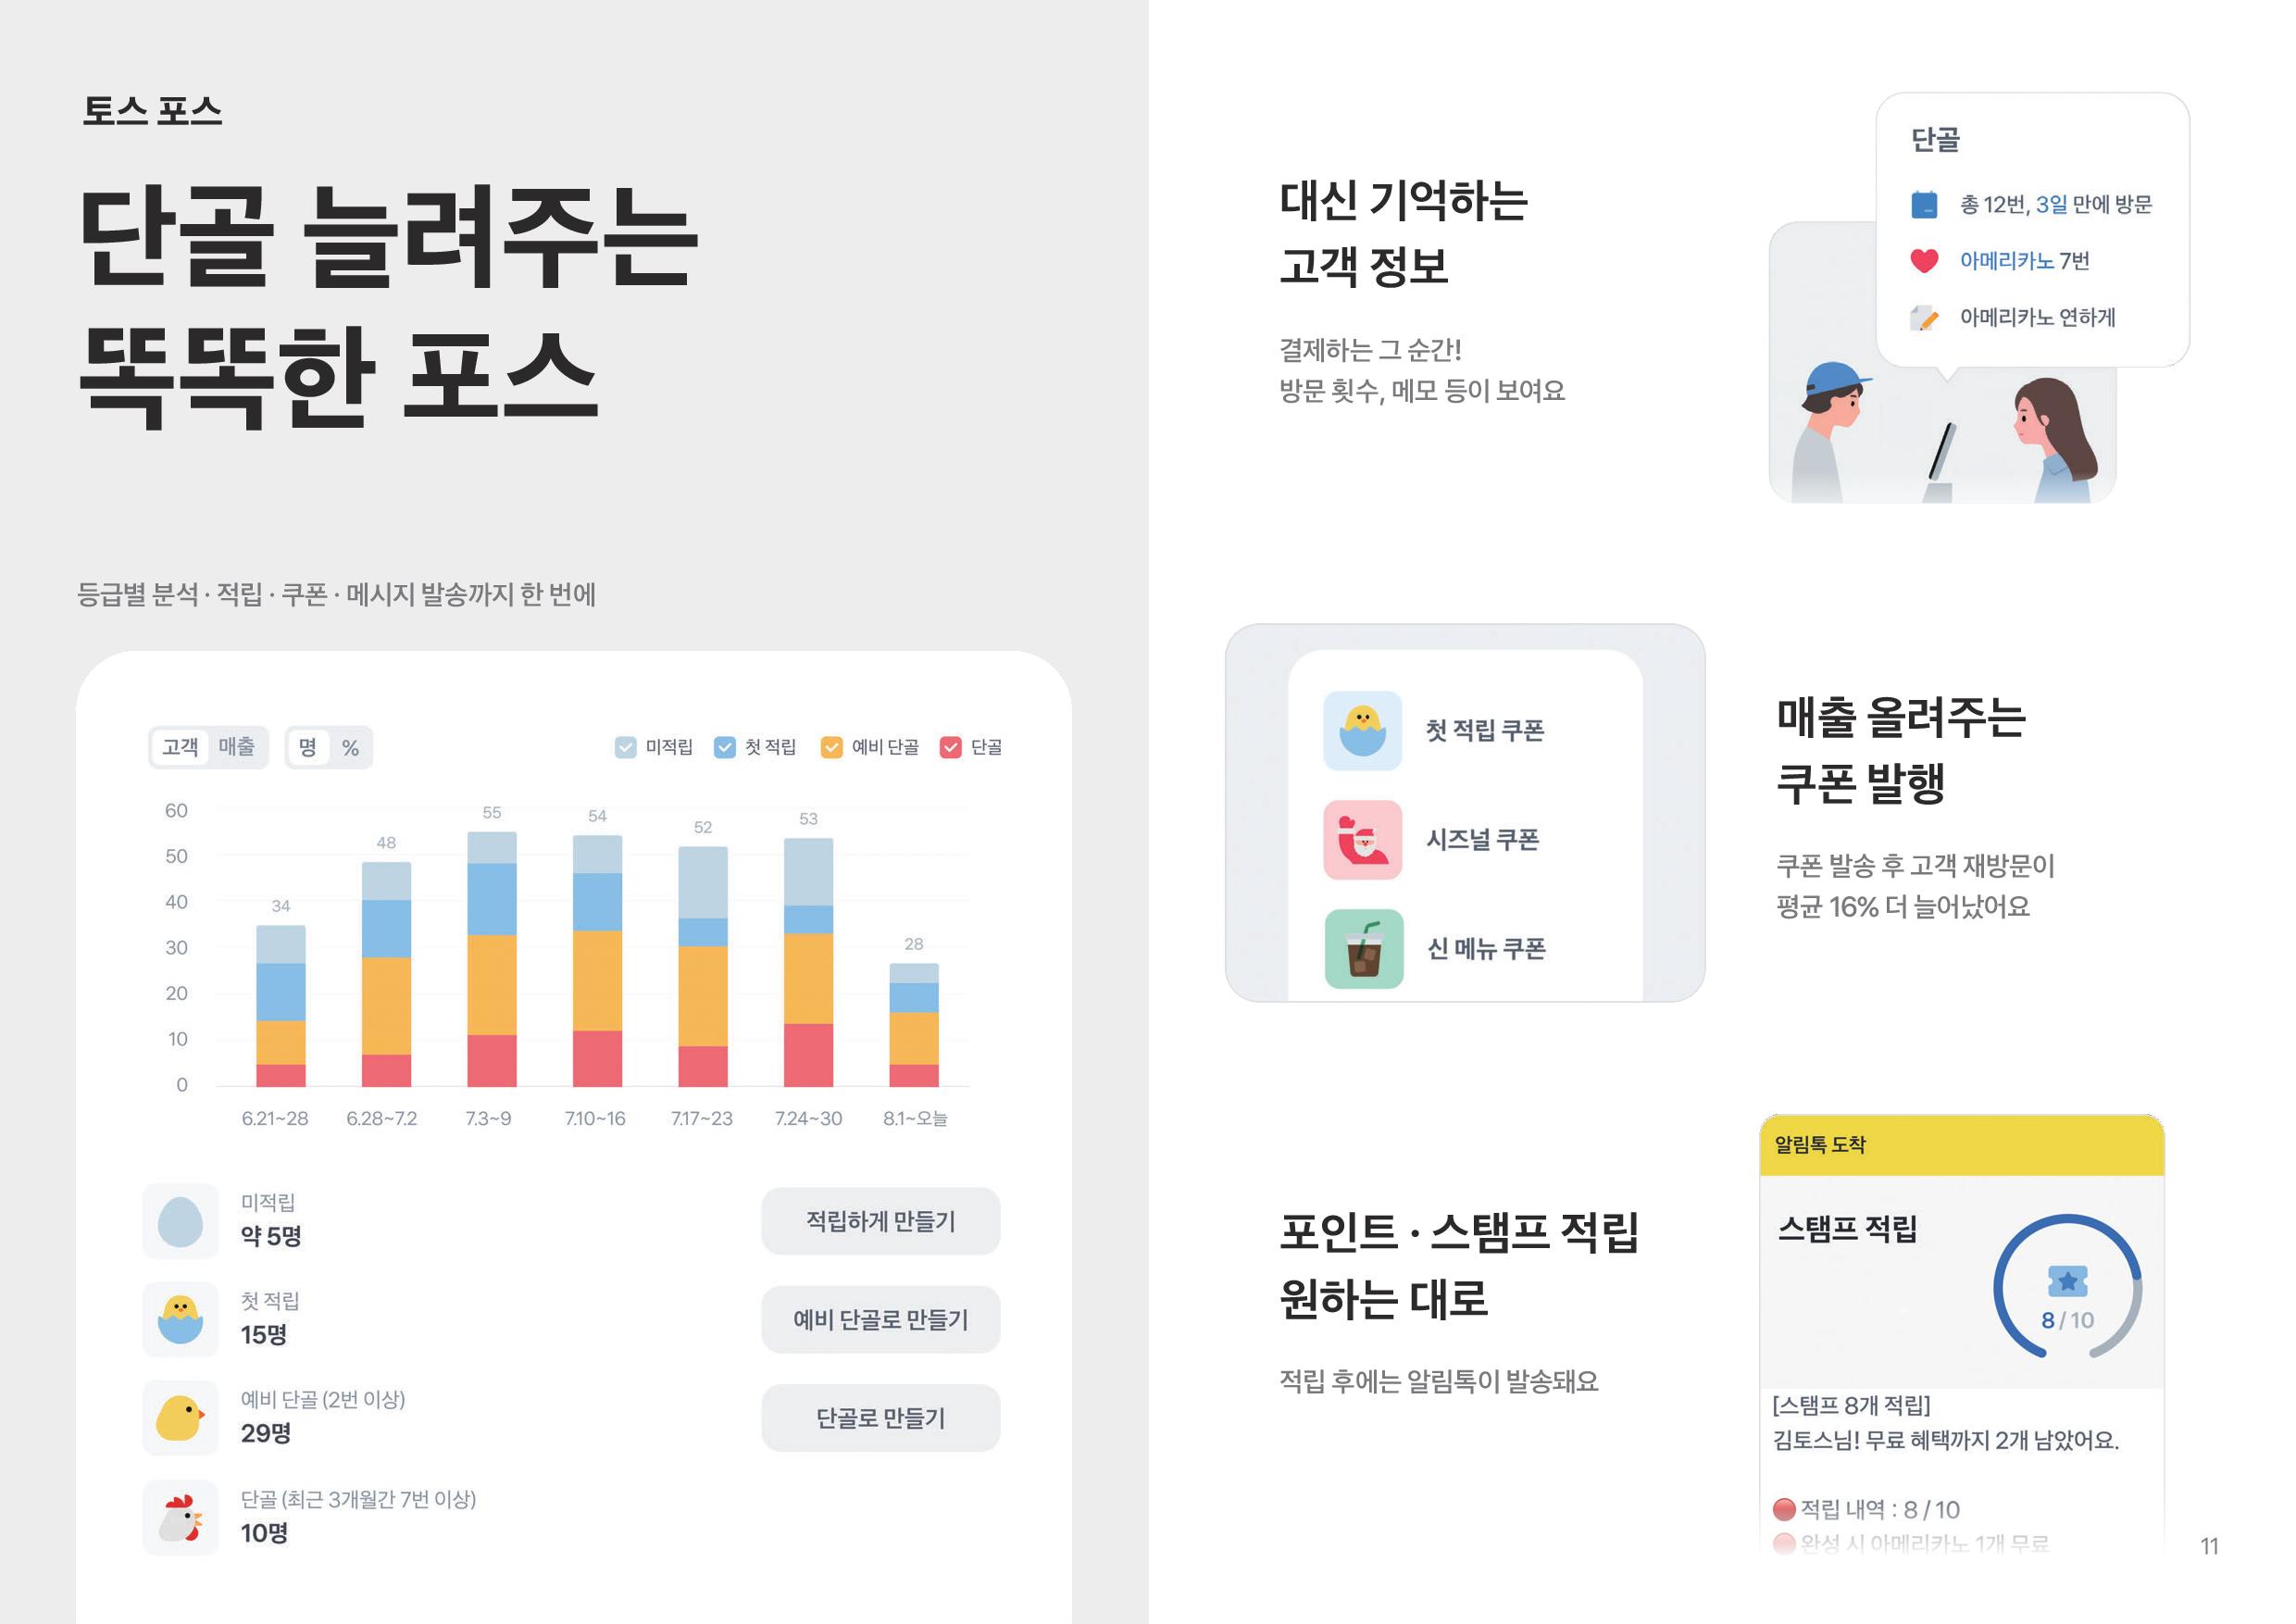 토스 포스
단골 늘려주는
똑똑한 포스
등급별 분석 · 적립 · 쿠폰 · 메시지 발송까지 한 번에
고객 매출 명 % 미적립 첫 적립 예비 단골 단골
60
50
40
30
20
10
0
34 48 55 54 52 53 28
6.21~28 6.28~7.2 7.3~9 7.10~16 7.17~23 7.24~30 8.1~오늘
미적립
약 5명
적립하게 만들기
첫 적립
15명
예비 단골로 만들기
예비 단골 (2번 이상)
29명
단골로 만들기
단골 (최근 3개월간 7번 이상)
10명
대신 기억하는
고객 정보
결제하는 그 순간!
방문 횟수, 메모 등이 보여요
단골
총 12번, 3일 만에 방문
아메리카노 7번
아메리카노 연하게
첫 적립 쿠폰
시즈널 쿠폰
신 메뉴 쿠폰
매출 올려주는
쿠폰 발행
쿠폰 발송 후 고객 재방문이
평균 16% 더 늘어났어요
포인트 · 스탬프 적립
원하는 대로
적립 후에는 알림톡이 발송돼요
알림톡 도착
스탬프 적립
8 / 10
[스탬프 8개 적립]
김토스님! 무료 혜택까지 2개 남았어요.
적립 내역 : 8 / 10
완성 시 아메리카노 1개 무료
11